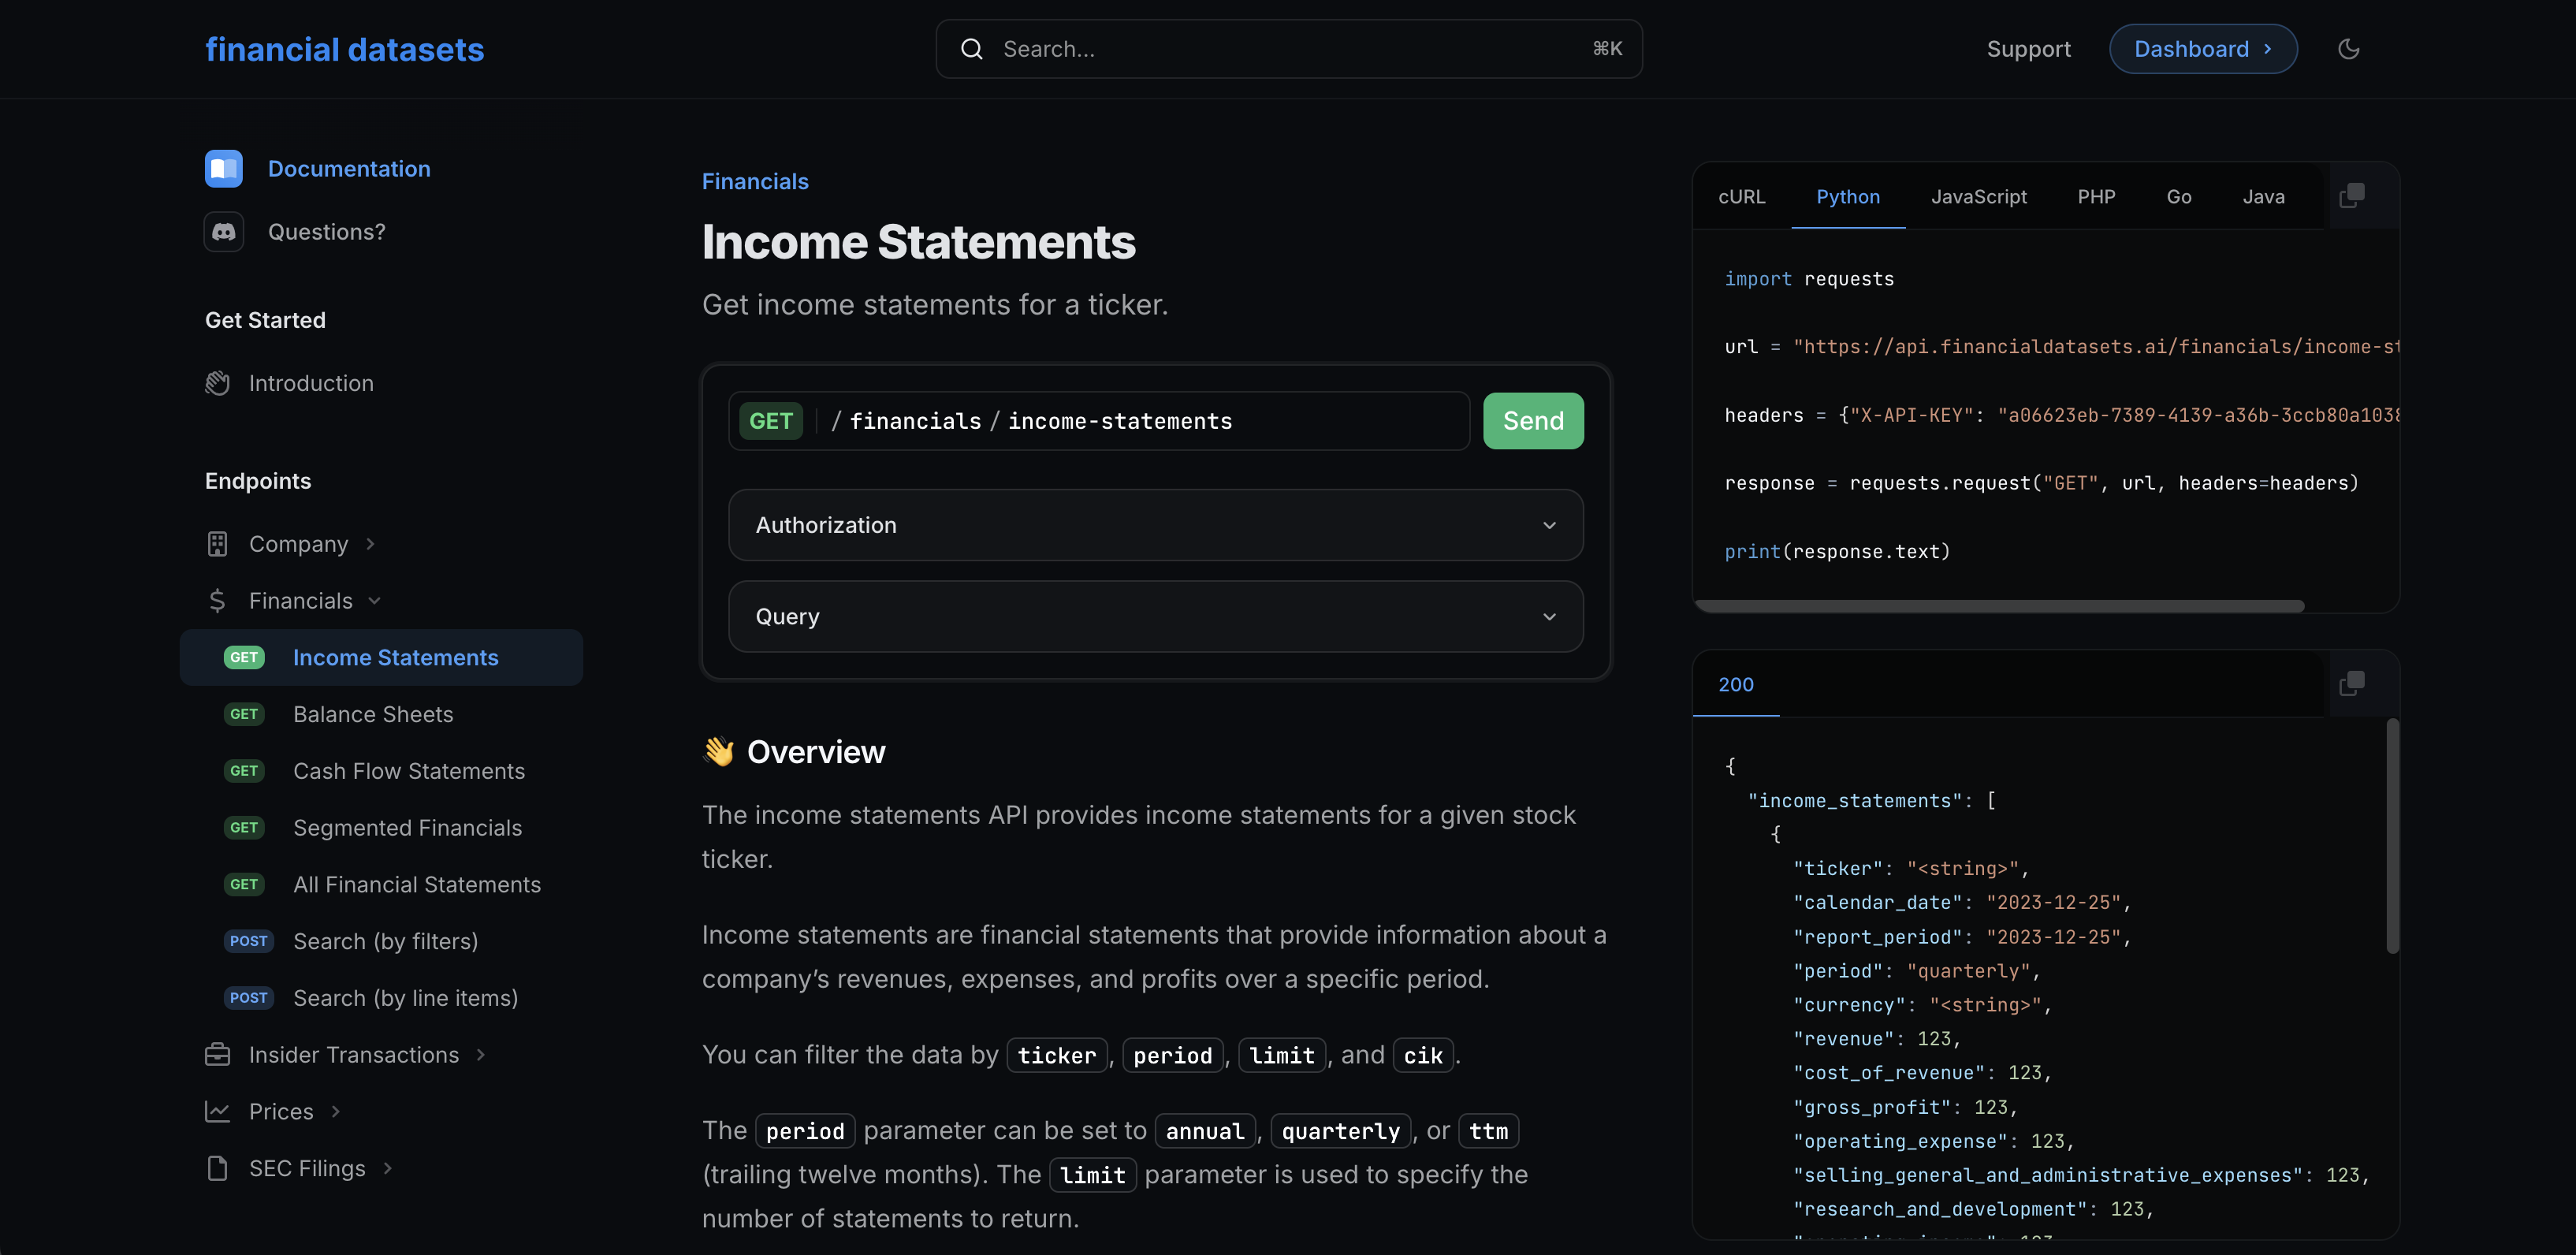 financial datasets
Search...
⌘K
Support
Dashboard
Documentation
Questions?
Get Started
Introduction
Endpoints
Company
Financials
GET Income Statements
GET Balance Sheets
GET Cash Flow Statements
GET Segmented Financials
GET All Financial Statements
POST Search (by filters)
POST Search (by line items)
Insider Transactions
Prices
SEC Filings
Financials
Income Statements
Get income statements for a ticker.
GET / financials / income-statements
Send
Authorization
Query
👋 Overview
The income statements API provides income statements for a given stock
ticker.
Income statements are financial statements that provide information about a
company’s revenues, expenses, and profits over a specific period.
You can filter the data by ticker, period, limit, and cik.
The period parameter can be set to annual, quarterly, or ttm
(trailing twelve months). The limit parameter is used to specify the
number of statements to return.
cURL Python JavaScript PHP Go Java
import requests
url = "https://api.financialdatasets.ai/financials/income-st
headers = {"X-API-KEY": "a06623eb-7389-4139-a36b-3ccb80a1038
response = requests.request("GET", url, headers=headers)
print(response.text)
200
{
"income_statements": [
{
"ticker": "<string>",
"calendar_date": "2023-12-25",
"report_period": "2023-12-25",
"period": "quarterly",
"currency": "<string>",
"revenue": 123,
"cost_of_revenue": 123,
"gross_profit": 123,
"operating_expense": 123,
"selling_general_and_administrative_expenses": 123,
"research_and_development": 123,